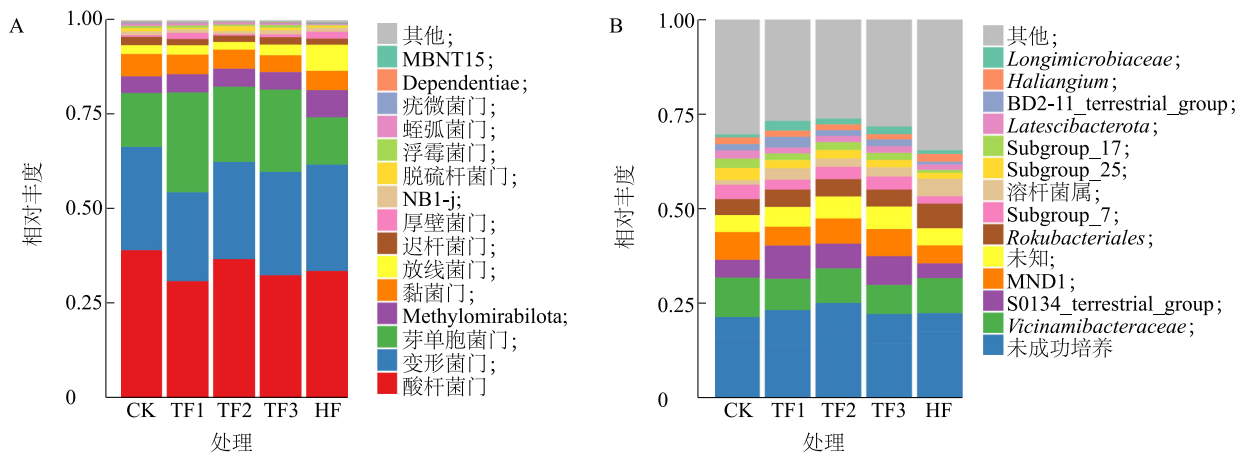 A
相对丰度
1.00
0.75
0.50
0.25
0
CK TF1 TF2 TF3 HF
处理
其他;
MBNT15;
Dependentiae;
疣微菌门;
蛭弧菌门;
浮霉菌门;
脱硫杆菌门;
NB1-j;
厚壁菌门;
迟杆菌门;
放线菌门;
黏菌门;
Methylomirabilota;
芽单胞菌门;
变形菌门;
酸杆菌门
B
相对丰度
1.00
0.75
0.50
0.25
0
CK TF1 TF2 TF3 HF
处理
其他;
Longimicrobiaceae;
Haliangium;
BD2-11_terrestrial_group;
Latescibacterota;
Subgroup_17;
Subgroup_25;
溶杆菌属;
Subgroup_7;
Rokubacteriales;
未知;
MND1;
S0134_terrestrial_group;
Vicinamibacteraceae;
未成功培养